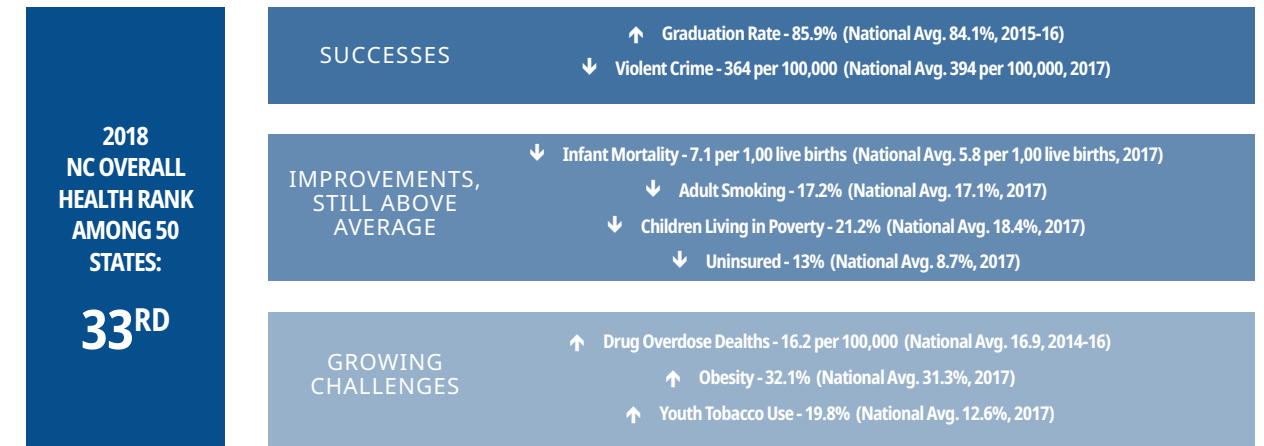 2018
NC OVERALL
HEALTH RANK
AMONG 50
STATES:
33RD
SUCCESSES
Graduation Rate - 85.9% (National Avg. 84.1%, 2015-16)
Violent Crime - 364 per 100,000 (National Avg. 394 per 100,000, 2017)
IMPROVEMENTS,
STILL ABOVE
AVERAGE
Infant Mortality - 7.1 per 1,00 live births (National Avg. 5.8 per 1,00 live births, 2017)
Adult Smoking - 17.2% (National Avg. 17.1%, 2017)
Children Living in Poverty - 21.2% (National Avg. 18.4%, 2017)
Uninsured - 13% (National Avg. 8.7%, 2017)
GROWING
CHALLENGES
Drug Overdose Dealths - 16.2 per 100,000 (National Avg. 16.9, 2014-16)
Obesity - 32.1% (National Avg. 31.3%, 2017)
Youth Tobacco Use - 19.8% (National Avg. 12.6%, 2017)